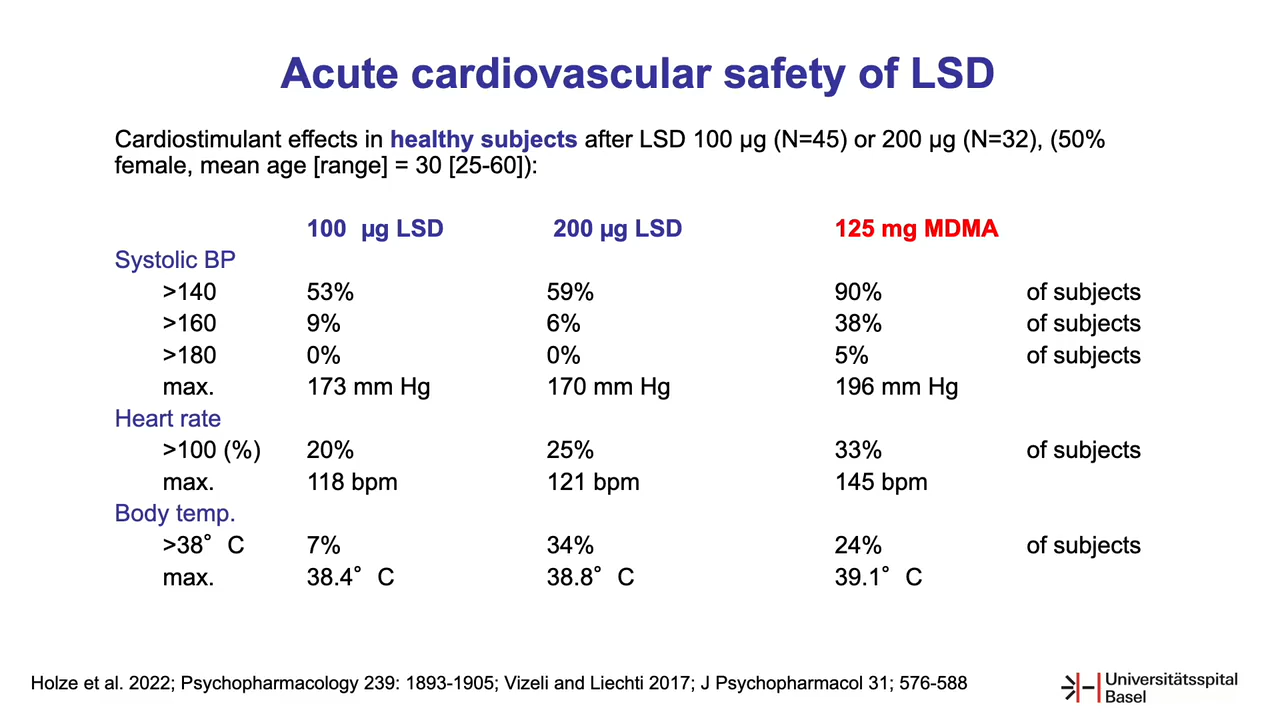 Acute cardiovascular safety of LSD
Cardiostimulant effects in healthy subjects after LSD 100 µg (N=45) or 200 µg (N=32), (50%
female, mean age [range] = 30 [25-60]):
100 µg LSD 200 µg LSD 125 mg MDMA
Systolic BP
>140 53% 59% 90% of subjects
>160 9% 6% 38% of subjects
>180 0% 0% 5% of subjects
max. 173 mm Hg 170 mm Hg 196 mm Hg
Heart rate
>100 (%) 20% 25% 33% of subjects
max. 118 bpm 121 bpm 145 bpm
Body temp.
>38° C 7% 34% 24% of subjects
max. 38.4° C 38.8° C 39.1° C
Holze et al. 2022; Psychopharmacology 239: 1893-1905; Vizeli and Liechti 2017; J Psychopharmacol 31; 576-588
Universitätsspital
Basel